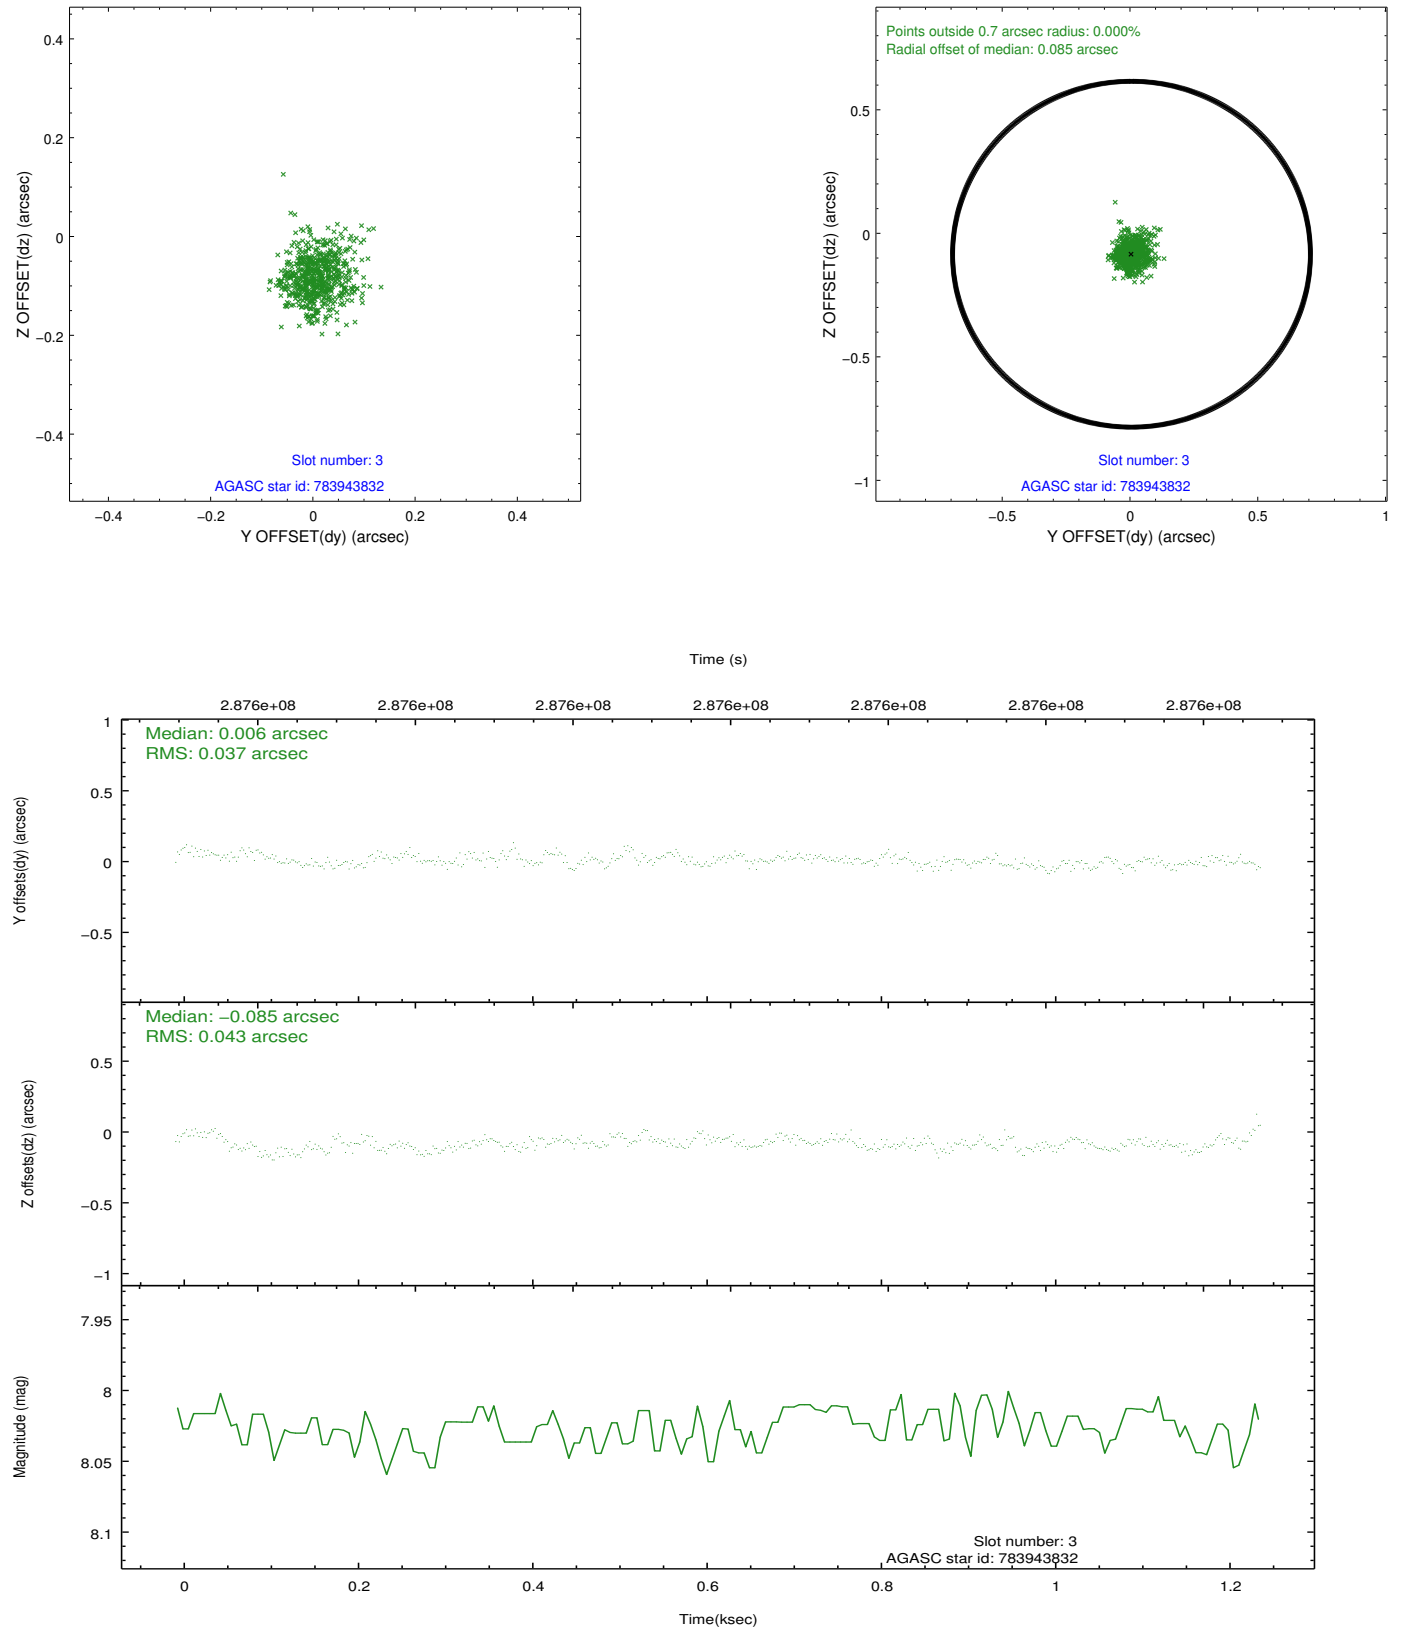 0.4
0.2
0
−0.2
−0.4
Z OFFSET(dz) (arcsec)
Slot number: 3
AGASC star id: 783943832
−0.4 −0.2 0 0.2 0.4
Y OFFSET(dy) (arcsec)
Points outside 0.7 arcsec radius: 0.000%
Radial offset of median: 0.085 arcsec
0.5
0
−0.5
−1
Z OFFSET(dz) (arcsec)
Slot number: 3
AGASC star id: 783943832
−0.5 0 0.5 1
Y OFFSET(dy) (arcsec)
Time (s)
2.876e+08 2.876e+08 2.876e+08 2.876e+08 2.876e+08 2.876e+08 2.876e+08
Median: 0.006 arcsec
RMS: 0.037 arcsec
1
0.5
0
−0.5
Y offsets(dy) (arcsec)
Median: −0.085 arcsec
RMS: 0.043 arcsec
0.5
0
−0.5
−1
Z offsets(dz) (arcsec)
7.95
8
8.05
8.1
Magnitude (mag)
Slot number: 3
AGASC star id: 783943832
0 0.2 0.4 0.6 0.8 1 1.2
Time(ksec)